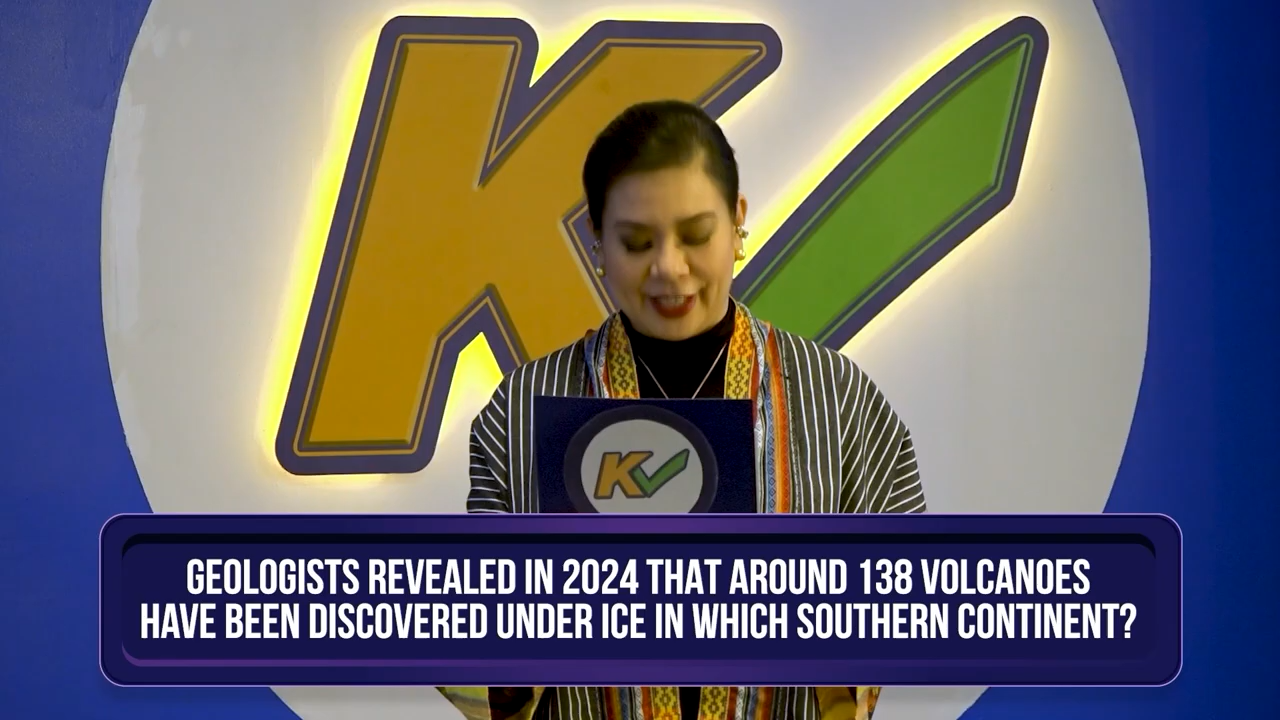 K
K
GEOLOGISTS REVEALED IN 2024 THAT AROUND 138 VOLCANOES
HAVE BEEN DISCOVERED UNDER ICE IN WHICH SOUTHERN CONTINENT?